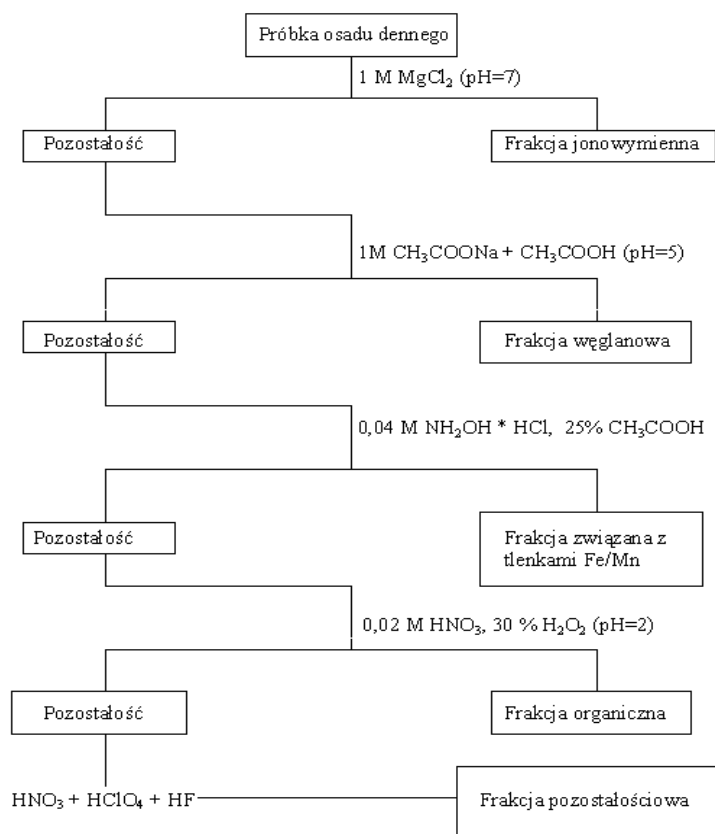 Próbka osadu dennego
1 M MgCl₂ (pH=7)
Pozostałość
Frakcja jonowymienna
1M CH₃COONa + CH₃COOH (pH=5)
Pozostałość
Frakcja węglanowa
0,04 M NH₂OH * HCl, 25% CH₃COOH
Pozostałość
Frakcja związana z
tlenkami Fe/Mn
0,02 M HNO₃, 30 % H₂O₂ (pH=2)
Pozostałość
Frakcja organiczna
HNO₃ + HClO₄ + HF
Frakcja pozostałościowa